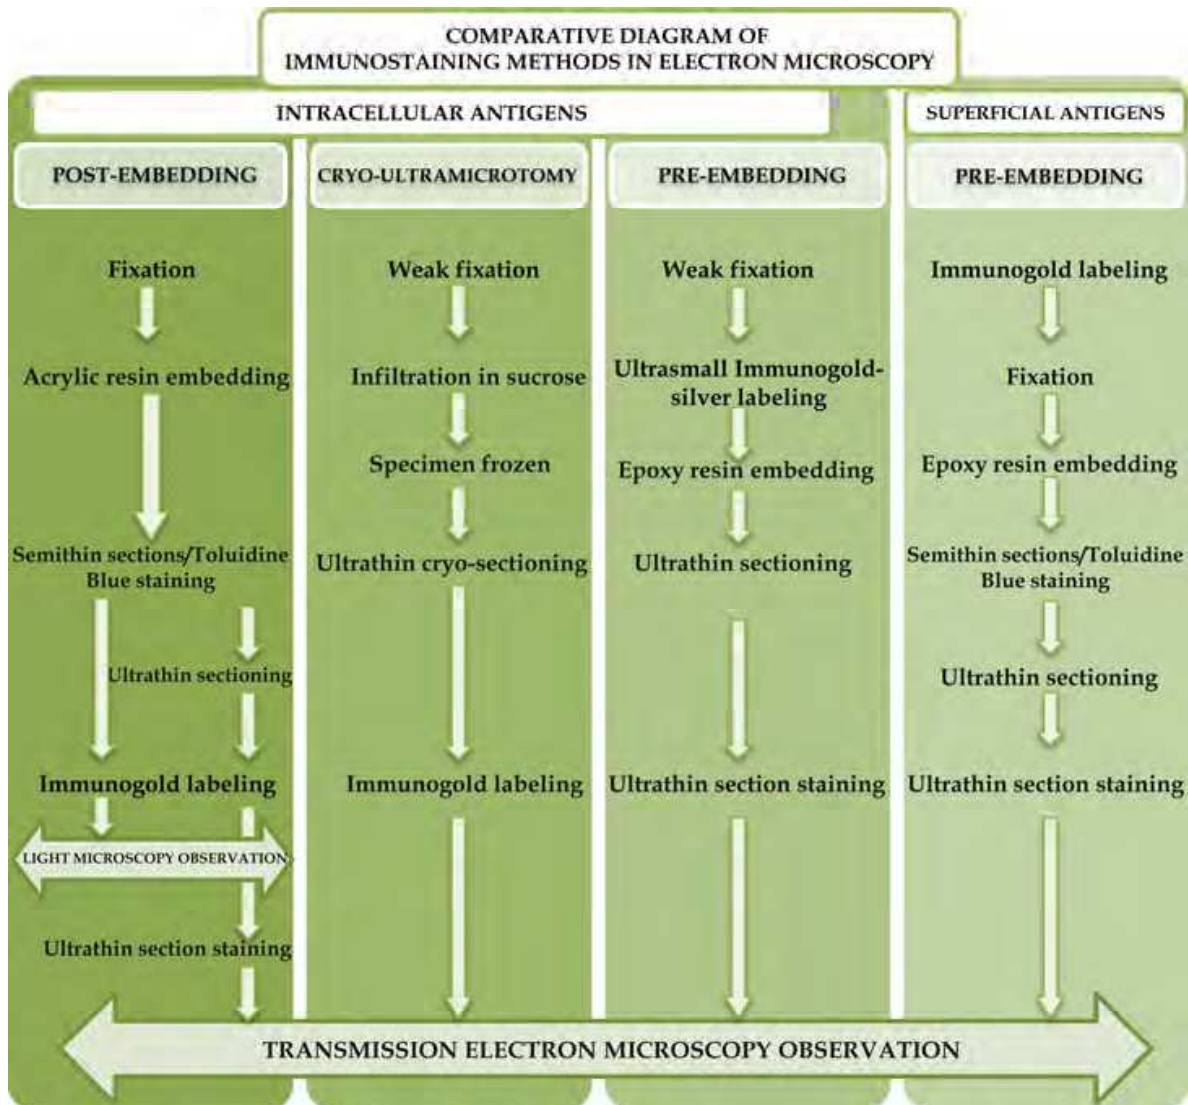 COMPARATIVE DIAGRAM OF
IMMUNOSTAINING METHODS IN ELECTRON MICROSCOPY
INTRACELLULAR ANTIGENS
SUPERFICIAL ANTIGENS
POST-EMBEDDING
CRYO-ULTRAMICROTOMY
PRE-EMBEDDING
PRE-EMBEDDING
Fixation
Acrylic resin embedding
Semithin sections/Toluidine
Blue staining
Ultrathin sectioning
Immunogold labeling
LIGHT MICROSCOPY OBSERVATION
Ultrathin section staining
Weak fixation
Infiltration in sucrose
Specimen frozen
Ultrathin cryo-sectioning
Immunogold labeling
Weak fixation
Ultrasmall Immunogold-
silver labeling
Epoxy resin embedding
Ultrathin sectioning
Ultrathin section staining
Immunogold labeling
Fixation
Epoxy resin embedding
Semithin sections/Toluidine
Blue staining
Ultrathin sectioning
Ultrathin section staining
TRANSMISSION ELECTRON MICROSCOPY OBSERVATION